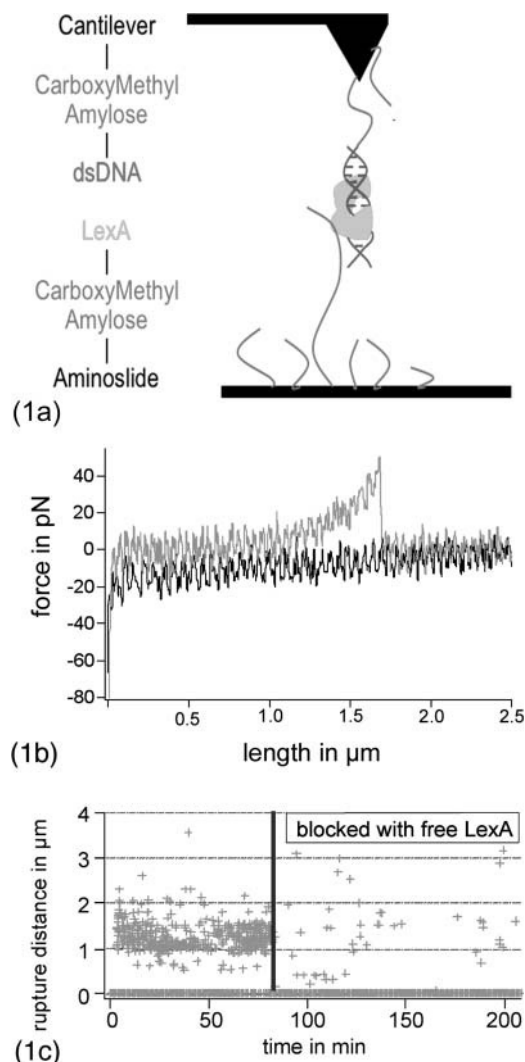 Cantilever
CarboxyMethyl
Amylose
dsDNA
LexA
CarboxyMethyl
Amylose
Aminoslide
(1a)
40
20
0
-20
-40
-60
-80
force in pN
0.5 1.0 1.5 2.0 2.5
length in µm
(1b)
blocked with free LexA
4
3
2
1
0
rupture distance in µm
0 50 100 150 200
time in min
(1c)